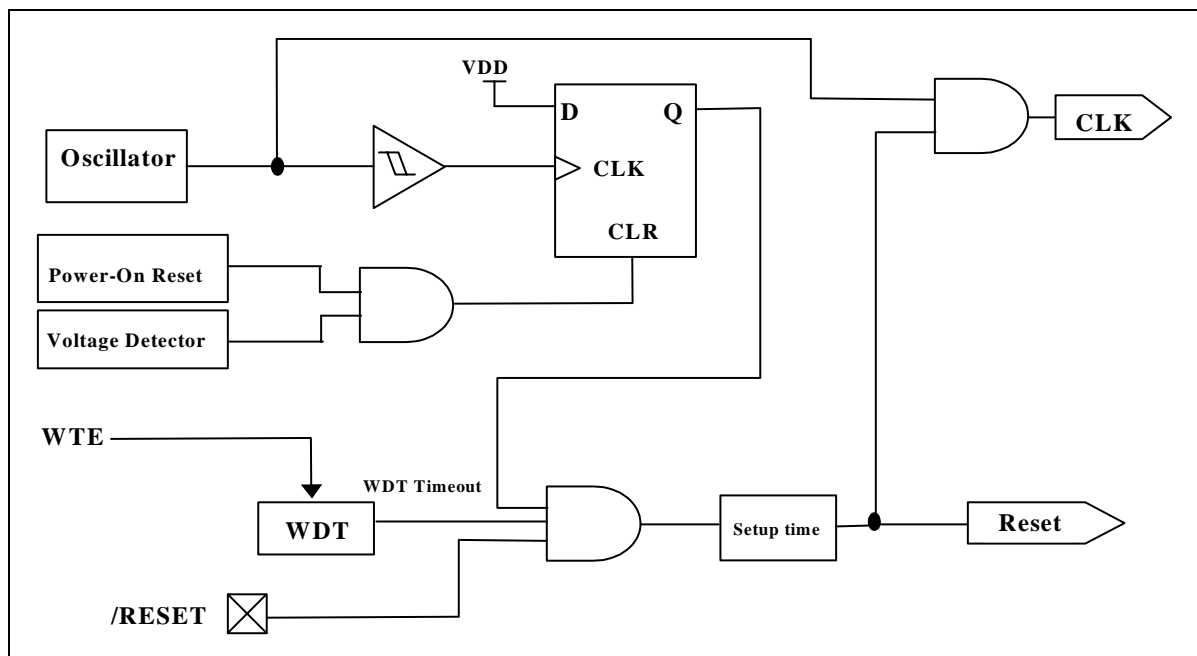 VDD
D
Q
CLK
CLR
CLK
Oscillator
Power-On Reset
Voltage Detector
WTE
WDT Timeout
WDT
Setup time
Reset
/RESET